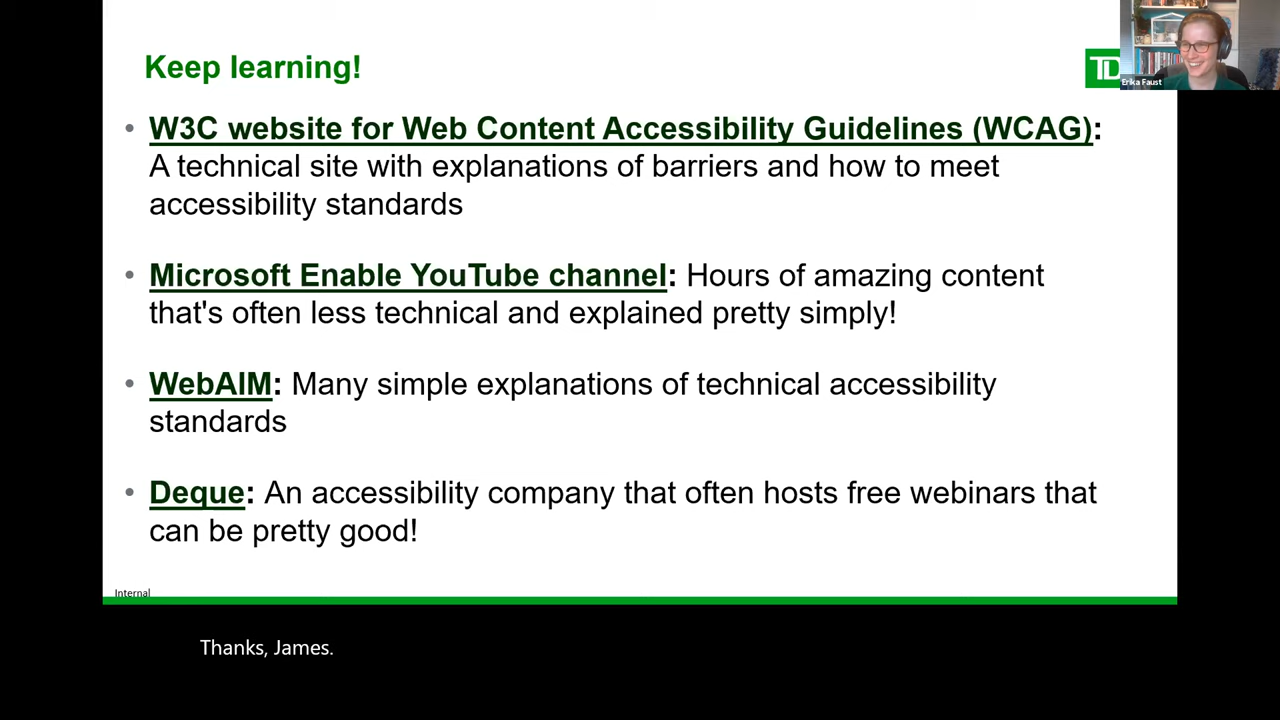 Keep learning!
TD
Erika Faust
• W3C website for Web Content Accessibility Guidelines (WCAG):
A technical site with explanations of barriers and how to meet
accessibility standards
• Microsoft Enable YouTube channel: Hours of amazing content
that's often less technical and explained pretty simply!
• WebAIM: Many simple explanations of technical accessibility
standards
• Deque: An accessibility company that often hosts free webinars that
can be pretty good!
Internal
Thanks, James.